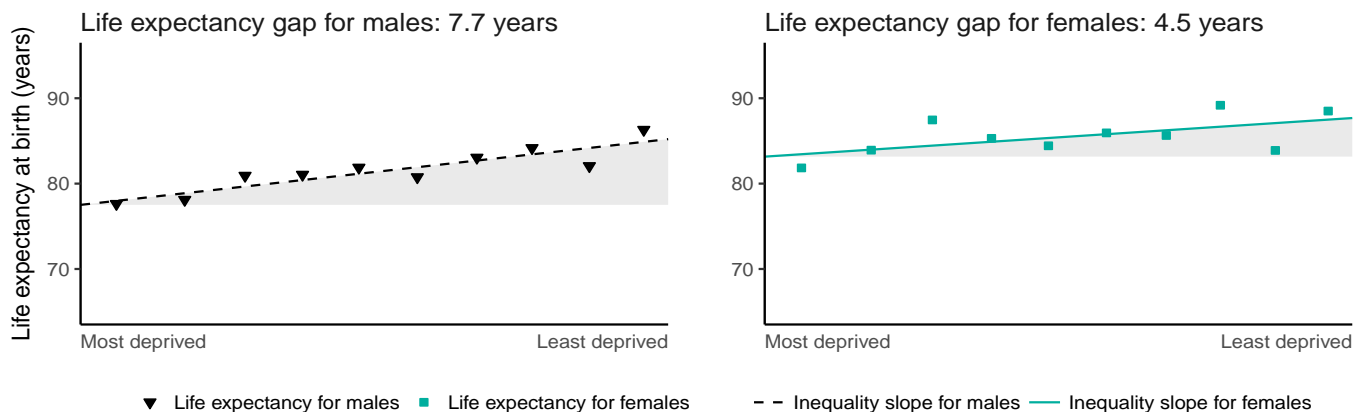 Life expectancy gap for males: 7.7 years
Life expectancy gap for females: 4.5 years
Life expectancy at birth (years)
90
80
70
Most deprived
Least deprived
90
80
70
Most deprived
Least deprived
Life expectancy for males
Life expectancy for females
Inequality slope for males
Inequality slope for females